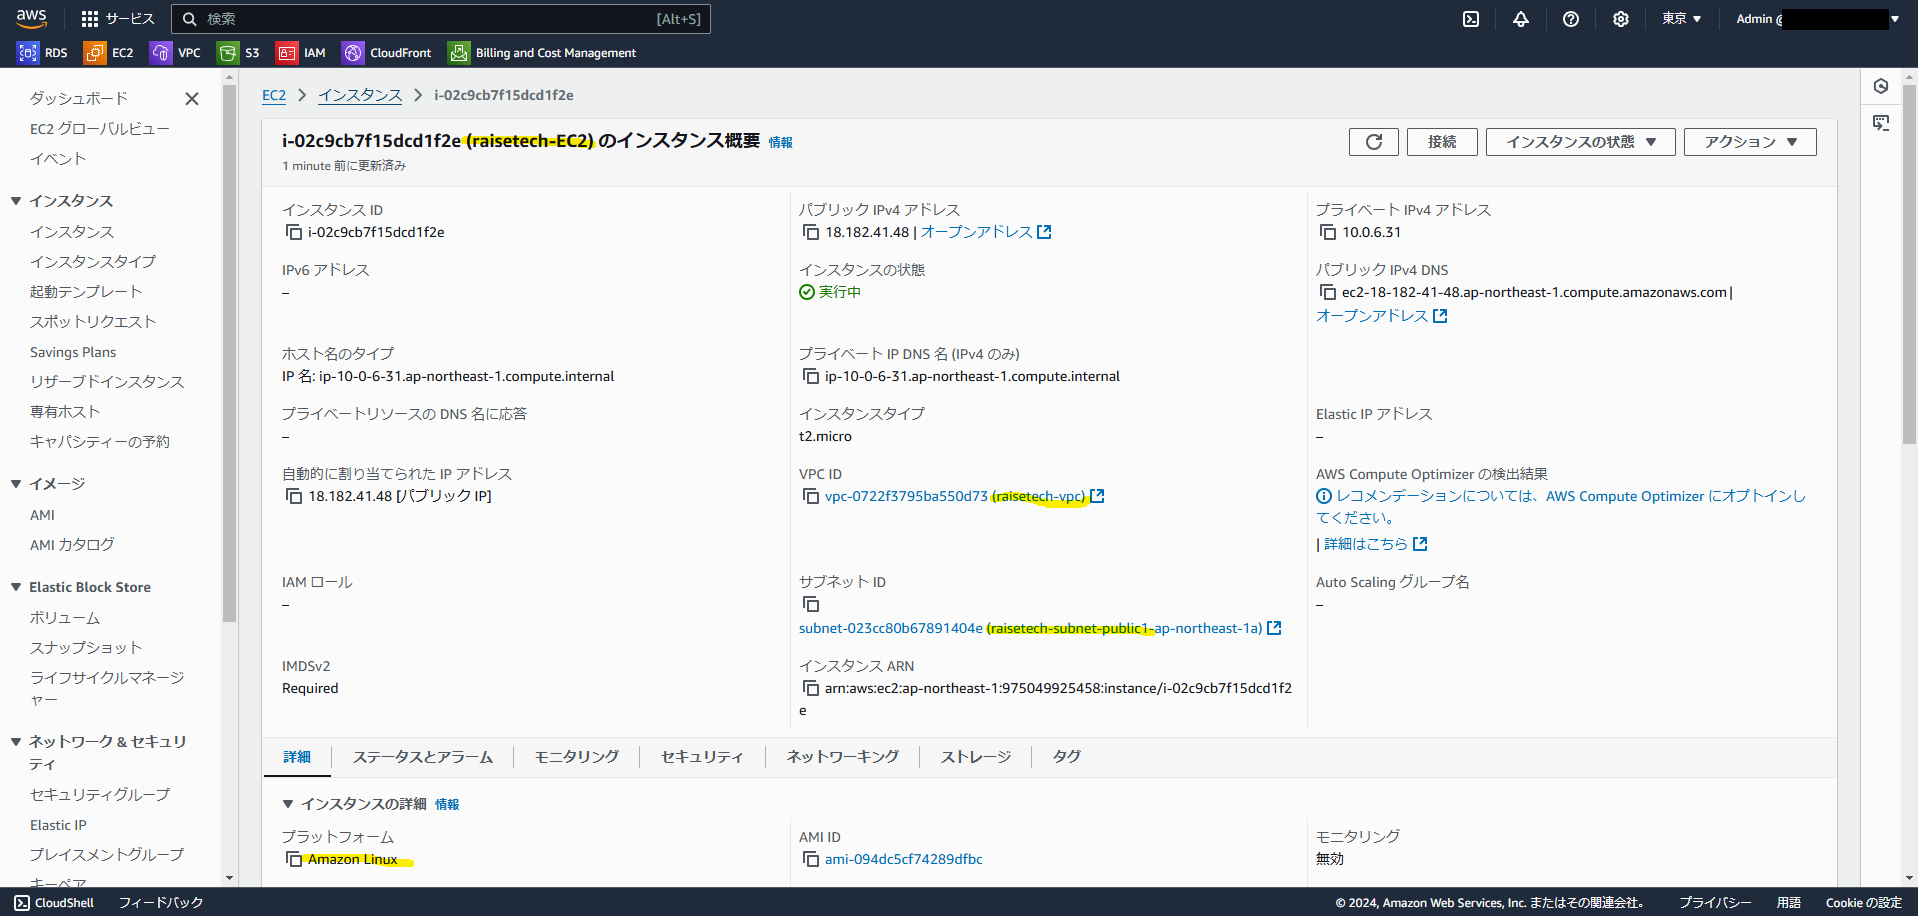 aws サービス 検索 [Alt+S] 東京 Admin @
RDS EC2 VPC S3 IAM CloudFront Billing and Cost Management
ダッシュボード
EC2 グローバルビュー
イベント
インスタンス
インスタンス
インスタンスタイプ
起動テンプレート
スポットリクエスト
Savings Plans
リザーブドインスタンス
専有ホスト
キャパシティーの予約
イメージ
AMI
AMI カタログ
Elastic Block Store
ボリューム
スナップショット
ライフサイクルマネージ
ャー
ネットワーク & セキュリ
ティ
セキュリティグループ
Elastic IP
プレイスメントグループ
キーペア
EC2 インスタンス i-02c9cb7f15dcd1f2e
i-02c9cb7f15dcd1f2e (raisetech-EC2) のインスタンス概要 情報
1 minute 前に更新済み
接続 インスタンスの状態 アクション
インスタンス ID
i-02c9cb7f15dcd1f2e
パブリック IPv4 アドレス
18.182.41.48 | オープンアドレス
プライベート IPv4 アドレス
10.0.6.31
IPv6 アドレス
–
インスタンスの状態
実行中
パブリック IPv4 DNS
ec2-18-182-41-48.ap-northeast-1.compute.amazonaws.com |
オープンアドレス
ホスト名のタイプ
IP 名: ip-10-0-6-31.ap-northeast-1.compute.internal
プライベート IP DNS 名 (IPv4 のみ)
ip-10-0-6-31.ap-northeast-1.compute.internal
プライベートリソースの DNS 名に応答
–
インスタンスタイプ
t2.micro
Elastic IP アドレス
–
自動的に割り当てられた IP アドレス
18.182.41.48 [パブリック IP]
VPC ID
vpc-0722f3795ba550d73 (raisetech-vpc)
AWS Compute Optimizer の検出結果
レコメンデーションについては、AWS Compute Optimizer にオプトインし
てください。
| 詳細はこちら
IAM ロール
–
サブネット ID
subnet-023cc80b67891404e (raisetech-subnet-public1-ap-northeast-1a)
Auto Scaling グループ名
–
IMDSv2
Required
インスタンス ARN
arn:aws:ec2:ap-northeast-1:975049925458:instance/i-02c9cb7f15dcd1f2
e
詳細 ステータスとアラーム モニタリング セキュリティ ネットワーキング ストレージ タグ
インスタンスの詳細 情報
プラットフォーム
Amazon Linux
AMI ID
ami-094dc5cf74289dfbc
モニタリング
無効
CloudShell フィードバック © 2024, Amazon Web Services, Inc. またはその関連会社。 プライバシー 用語 Cookie の設定